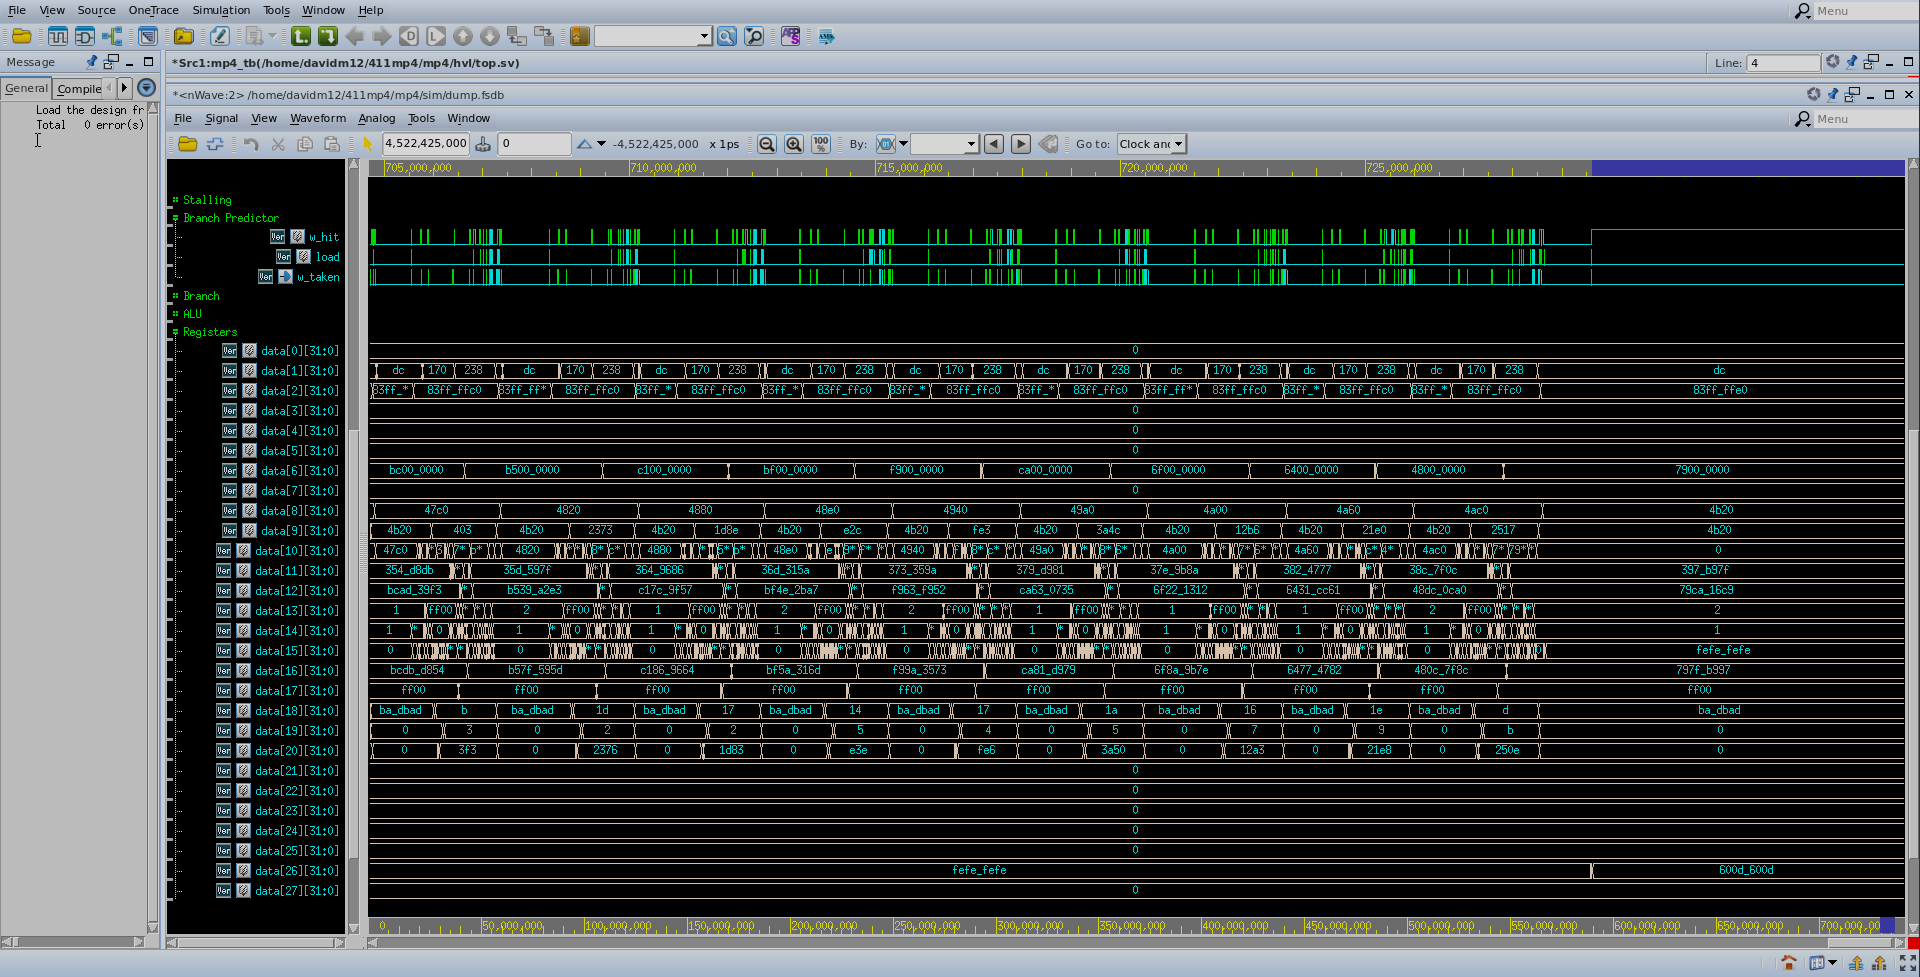 File View Source OneTrace Simulation Tools Window Help Menu
Message *Src1:mp4_tb(/home/davidm12/411mp4/mp4/hvl/top.sv) Line: 4
General Compile
*<nWave:2> /home/davidm12/411mp4/mp4/sim/dump.fsdb
Load the design fr
Total 0 error(s)
File Signal View Waveform Analog Tools Window Menu
4,522,425,000 0 -4,522,425,000 x 1ps 100% By: Go to: Clock and
705,000,000 710,000,000 715,000,000 720,000,000 725,000,000
Stalling
Branch Predictor
w_hit
load
w_taken
Branch
ALU
Registers
data[0][31:0] 0
data[1][31:0] dc 170 238 dc 170 238 dc 170 238 dc 170 238 dc 170 238 dc 170 238 dc 170 238 dc 170 238 dc 170 238 dc
data[2][31:0] 83ff_* 83ff_ffc0 83ff_ff* 83ff_ffc0 83ff_* 83ff_ffc0 83ff_* 83ff_ffc0 83ff_* 83ff_ffc0 83ff_* 83ff_ffc0 83ff_ff* 83ff_ffc0 83ff_* 83ff_ffc0 83ff_* 83ff_ffc0 83ff_ffe0
data[3][31:0] 0
data[4][31:0] 0
data[5][31:0] 0
data[6][31:0] bc00_0000 b500_0000 c100_0000 bf00_0000 f900_0000 ca00_0000 6f00_0000 6400_0000 4800_0000 7900_0000
data[7][31:0] 0
data[8][31:0] 47c0 4820 4880 48e0 4940 49a0 4a00 4a60 4ac0 4b20
data[9][31:0] 4b20 403 4b20 2373 4b20 1d8e 4b20 e2c 4b20 fe3 4b20 3a4c 4b20 12b6 4b20 21e0 4b20 2517 4b20
data[10][31:0] 47c0 4820 4880 48e0 4940 49a0 4a00 4a60 4ac0 0
data[11][31:0] 354_d8db 35d_597f 364_9686 36d_315a 373_359a 379_d981 37e_9b8a 382_4777 38c_7f0c 397_b97f
data[12][31:0] bcad_39f3 b539_a2e3 c17c_9f57 bf4e_2ba7 f963_f952 ca63_0735 6f22_1312 6431_cc61 48dc_0ca0 79ca_16c9
data[13][31:0] 1 ff00 2 ff00 1 ff00 2 ff00 2 ff00 1 ff00 1 ff00 1 ff00 2 ff00 2
data[14][31:0] 1 0 1 0 1 0 1 0 1 0 1 0 1 0 1 0 1 0 1
data[15][31:0] 0 0 0 0 0 0 0 0 0 fefe_fefe
data[16][31:0] bcdb_d854 b57f_595d c186_9664 bf5a_316d f99a_3573 ca81_d979 6f8a_9b7e 6477_4782 480c_7f8c 797f_b997
data[17][31:0] ff00 ff00 ff00 ff00 ff00 ff00 ff00 ff00 ff00 ff00
data[18][31:0] ba_dbad b ba_dbad 1d ba_dbad 17 ba_dbad 14 ba_dbad 17 ba_dbad 1a ba_dbad 16 ba_dbad 1e ba_dbad d ba_dbad
data[19][31:0] 0 3 0 2 0 2 0 5 0 4 0 5 0 7 0 9 0 b 0
data[20][31:0] 0 3f3 0 2376 0 1d83 0 e3e 0 fe6 0 3a50 0 12a3 0 21e8 0 250e 0
data[21][31:0] 0
data[22][31:0] 0
data[23][31:0] 0
data[24][31:0] 0
data[25][31:0] 0
data[26][31:0] fefe_fefe 600d_600d
data[27][31:0] 0
0 50,000,000 100,000,000 150,000,000 200,000,000 250,000,000 300,000,000 350,000,000 400,000,000 450,000,000 500,000,000 550,000,000 600,000,000 650,000,000 700,000,000